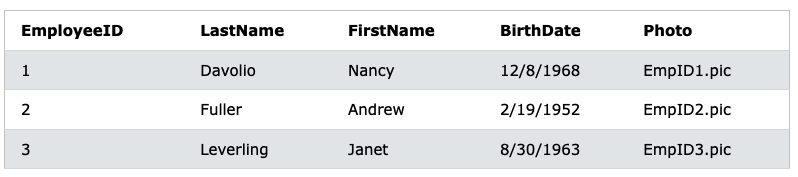 EmployeeID LastName FirstName BirthDate Photo
1 Davolio Nancy 12/8/1968 EmpID1.pic
2 Fuller Andrew 2/19/1952 EmpID2.pic
3 Leverling Janet 8/30/1963 EmpID3.pic